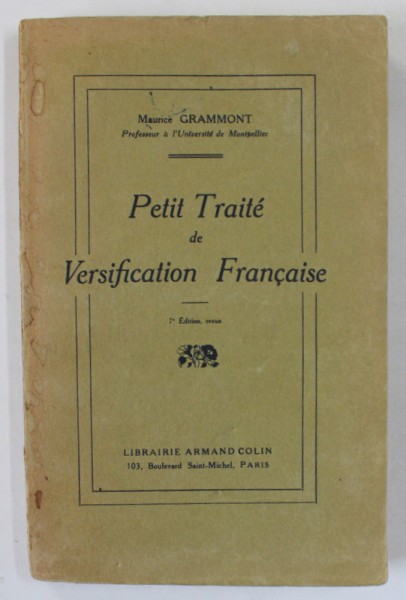 Maurice GRAMMONT
Professeur à l'Université de Montpellier
Petit Traité
de
Versification Française
7e Édition, revue
LIBRAIRIE ARMAND COLIN
103, Boulevard Saint-Michel, PARIS